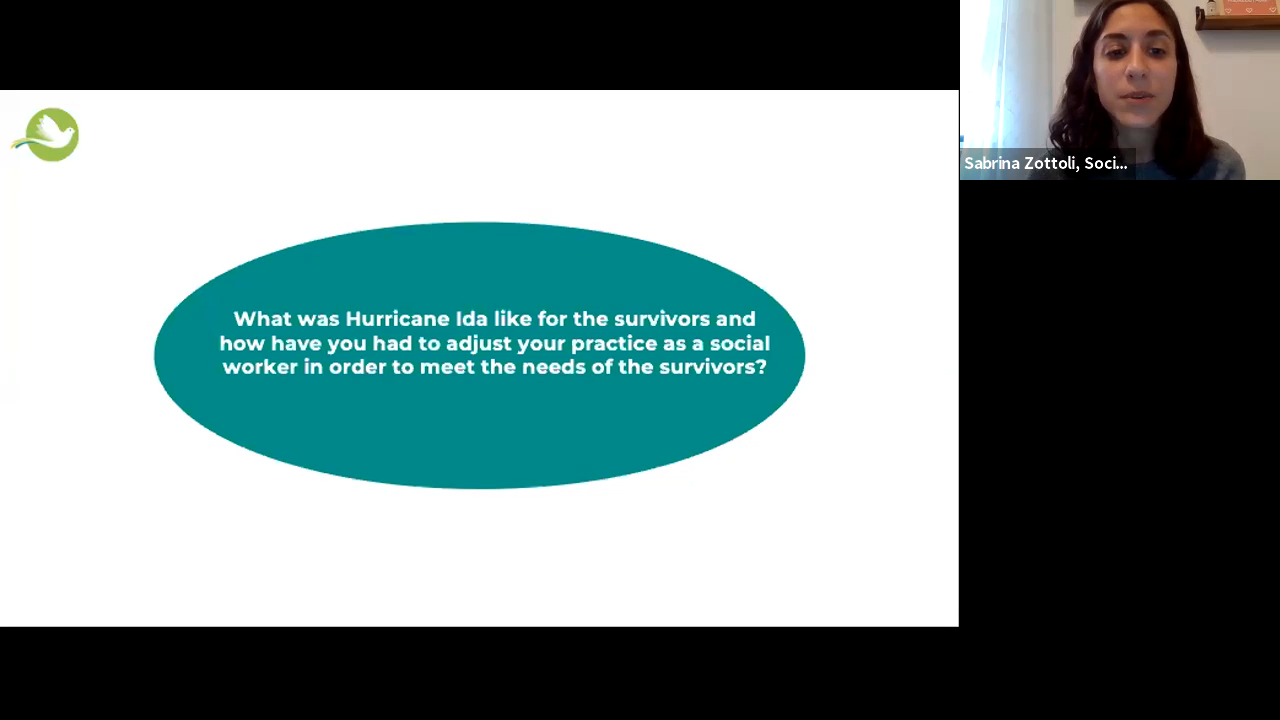 What was Hurricane Ida like for the survivors and
how have you had to adjust your practice as a social
worker in order to meet the needs of the survivors?
Sabrina Zottoli, Soci...